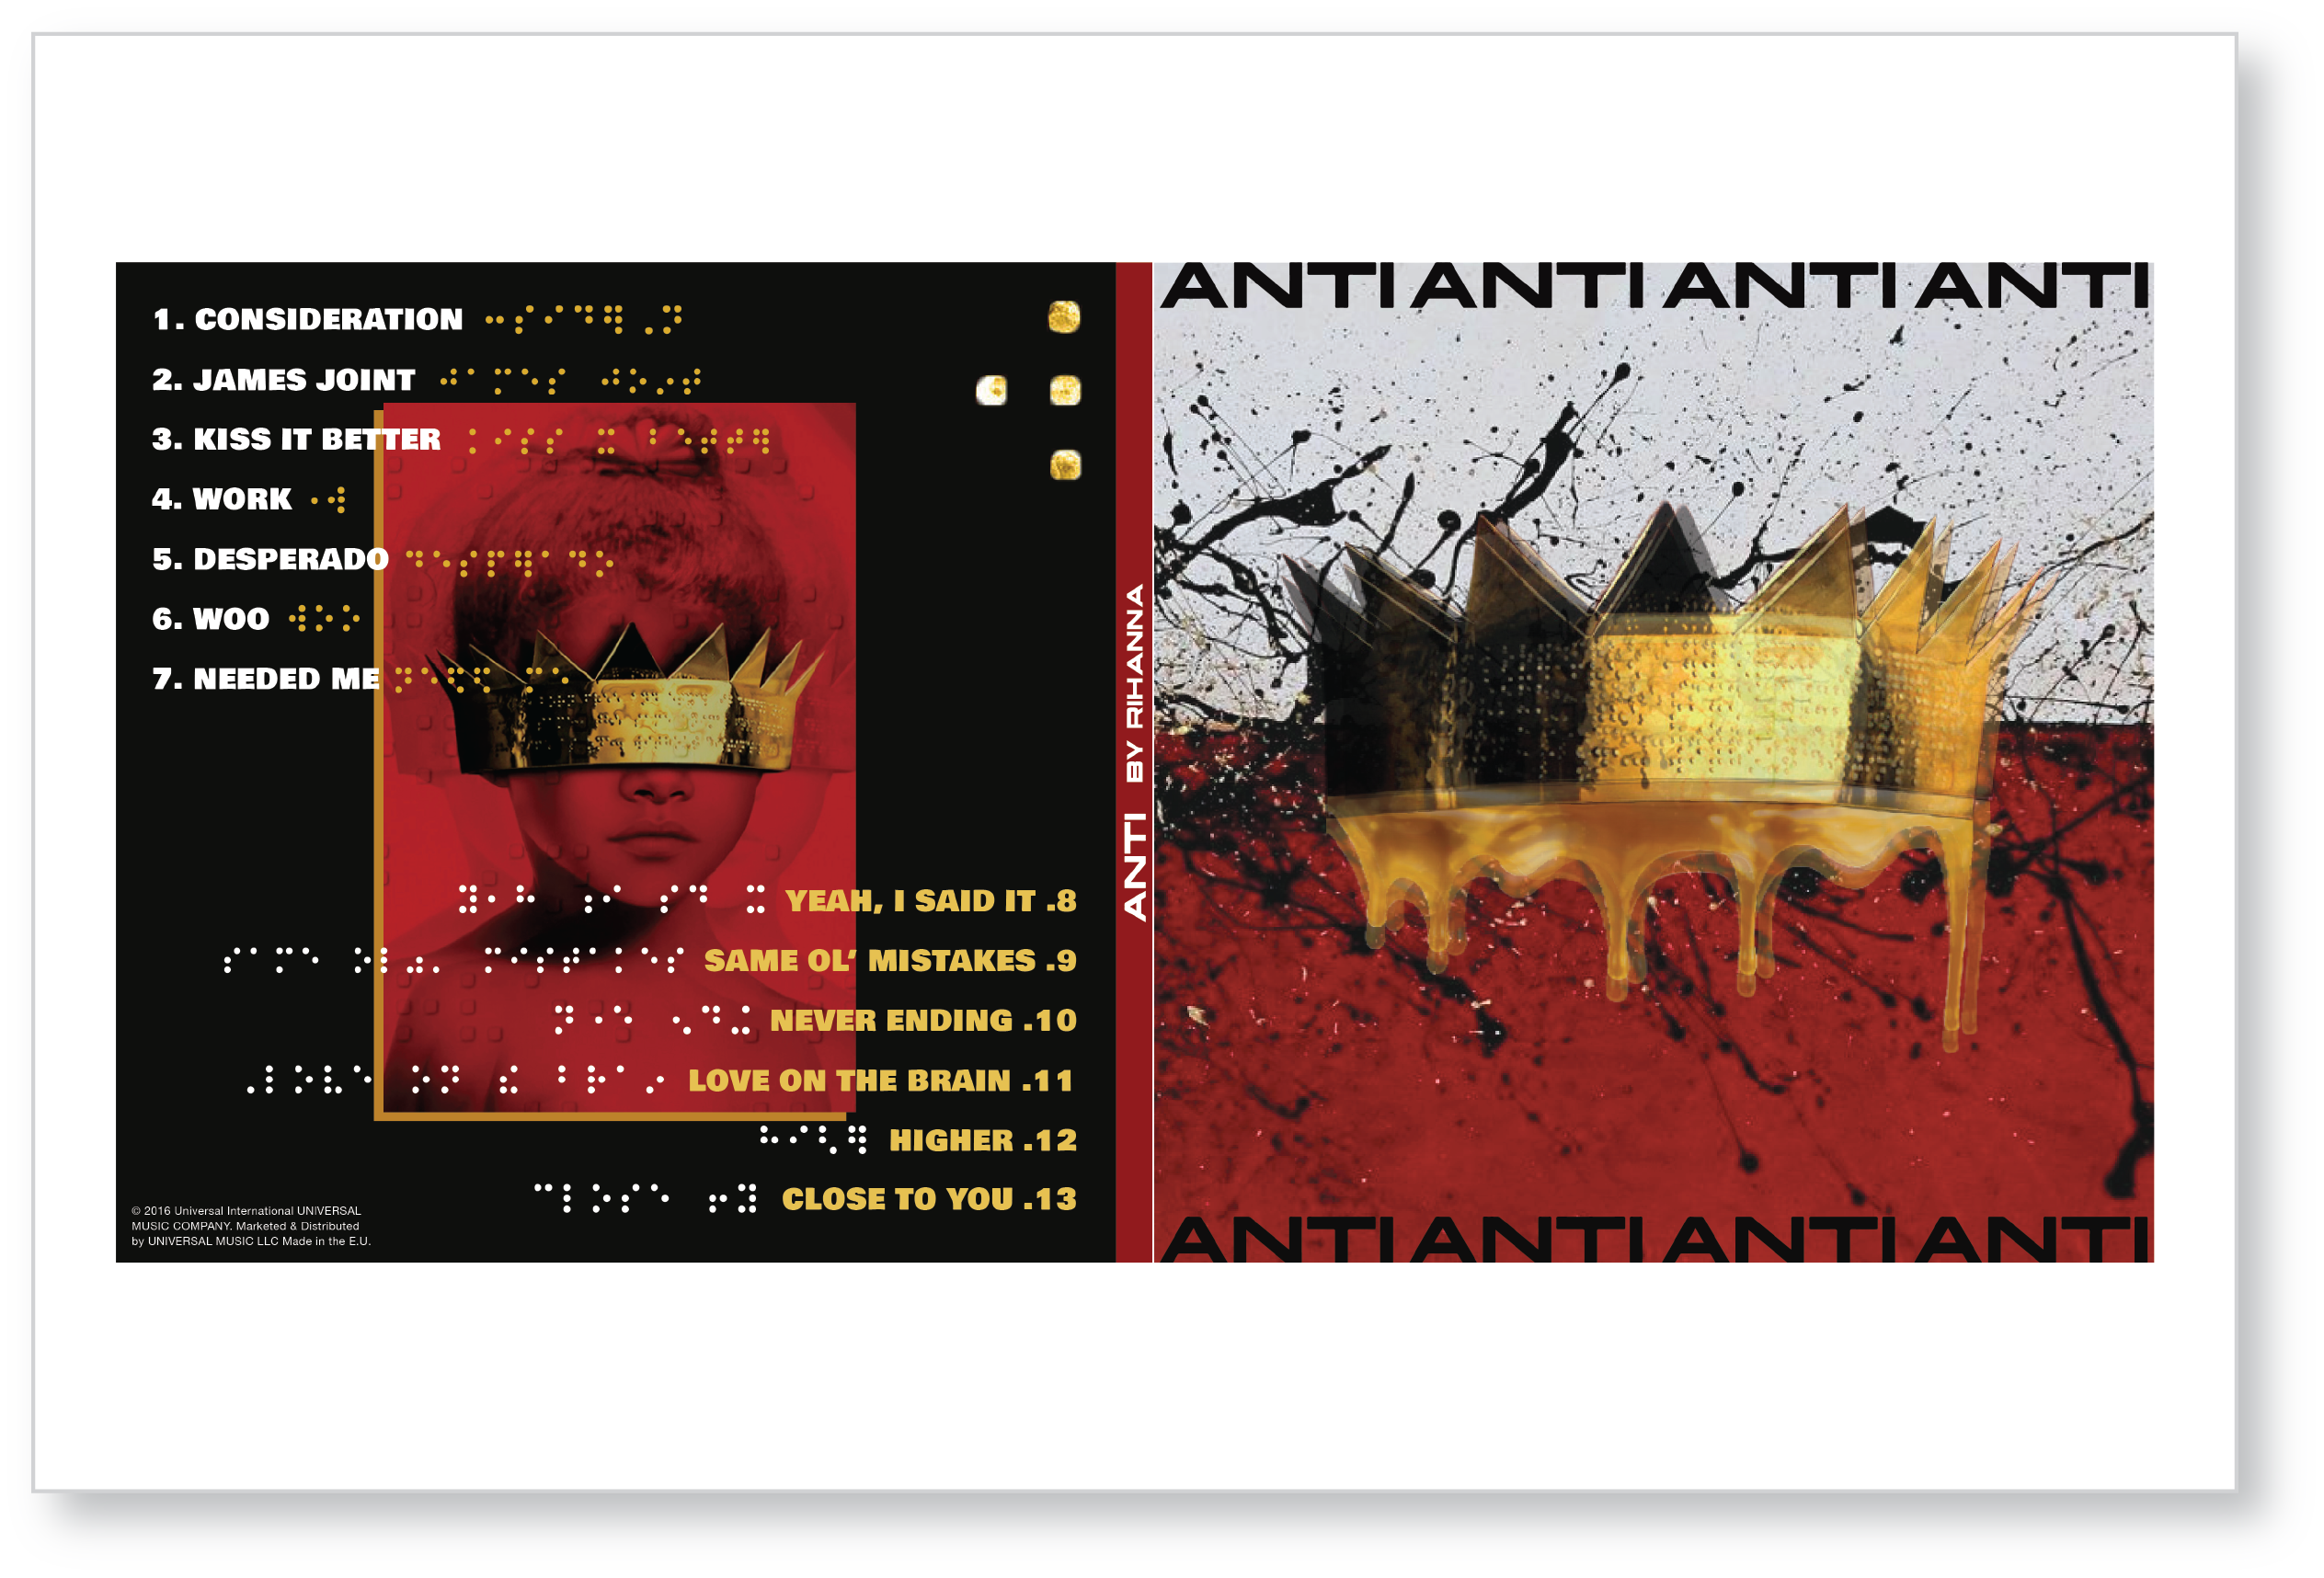 1. CONSIDERATION
2. JAMES JOINT
3. KISS IT BETTER
4. WORK
5. DESPERADO
6. WOO
7. NEEDED ME
YEAH, I SAID IT .8
SAME OL’ MISTAKES .9
NEVER ENDING .10
LOVE ON THE BRAIN .11
HIGHER .12
CLOSE TO YOU .13
© 2016 Universal International UNIVERSAL
MUSIC COMPANY. Marketed & Distributed
by UNIVERSAL MUSIC LLC Made in the E.U.
ANTI BY RIHANNA
ANTI ANTI ANTI ANTI
ANTI ANTI ANTI ANTI